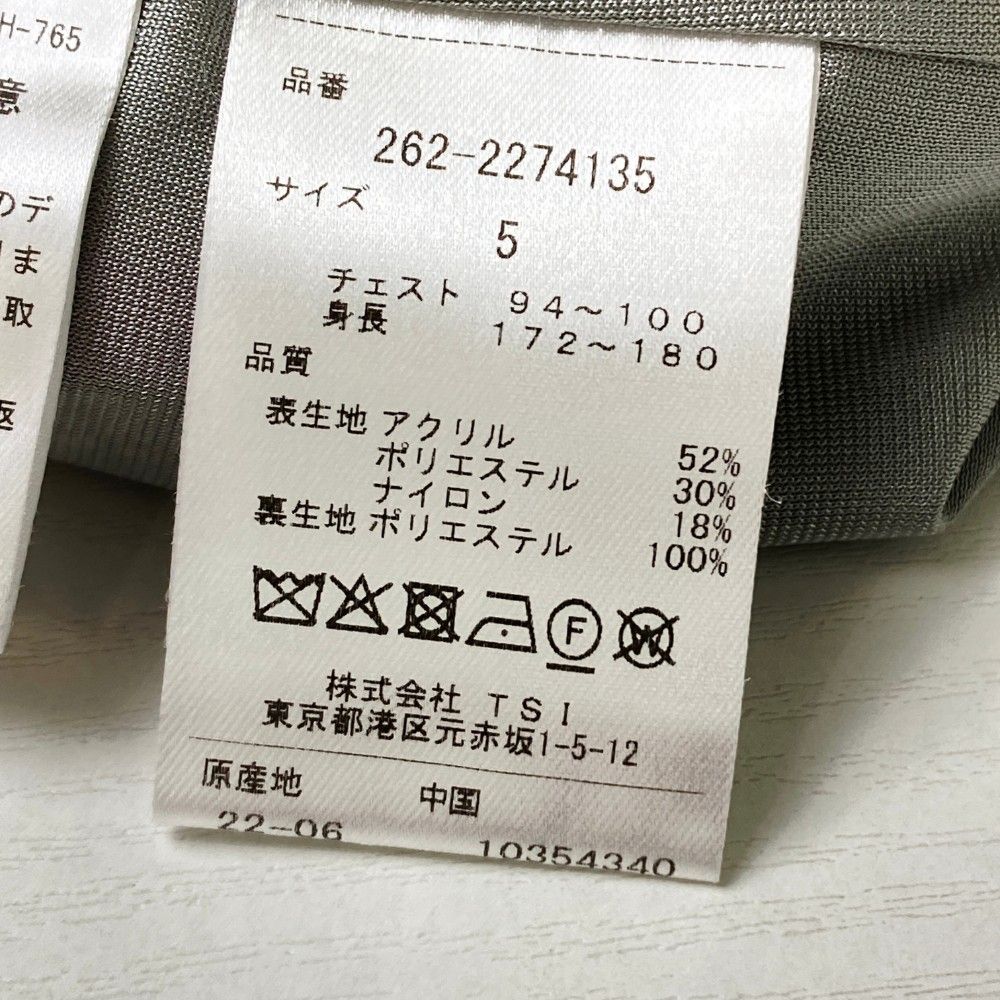 H-765
意
のデ
ま
取
品番
262-2274135
サイズ
5
チェスト 94～100
身長 172～180
品質
表生地 アクリル 52%
ポリエステル 30%
ナイロン 18%
裏生地 ポリエステル 100%
F
W
株式会社 TSI
東京都港区元赤坂1-5-12
原産地 中国
22-06 10354340